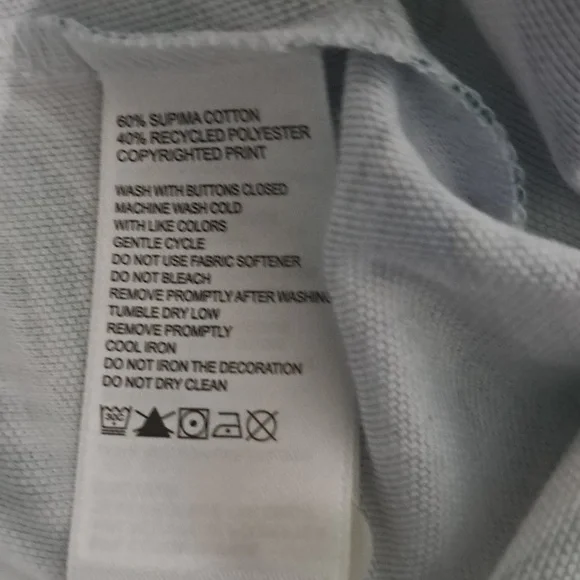 60% SUPIMA COTTON
40% RECYCLED POLYESTER
COPYRIGHTED PRINT
WASH WITH BUTTONS CLOSED
MACHINE WASH COLD
WITH LIKE COLORS
GENTLE CYCLE
DO NOT USE FABRIC SOFTENER
DO NOT BLEACH
REMOVE PROMPTLY AFTER WASHING
TUMBLE DRY LOW
REMOVE PROMPTLY
COOL IRON
DO NOT IRON THE DECORATION
DO NOT DRY CLEAN
30C